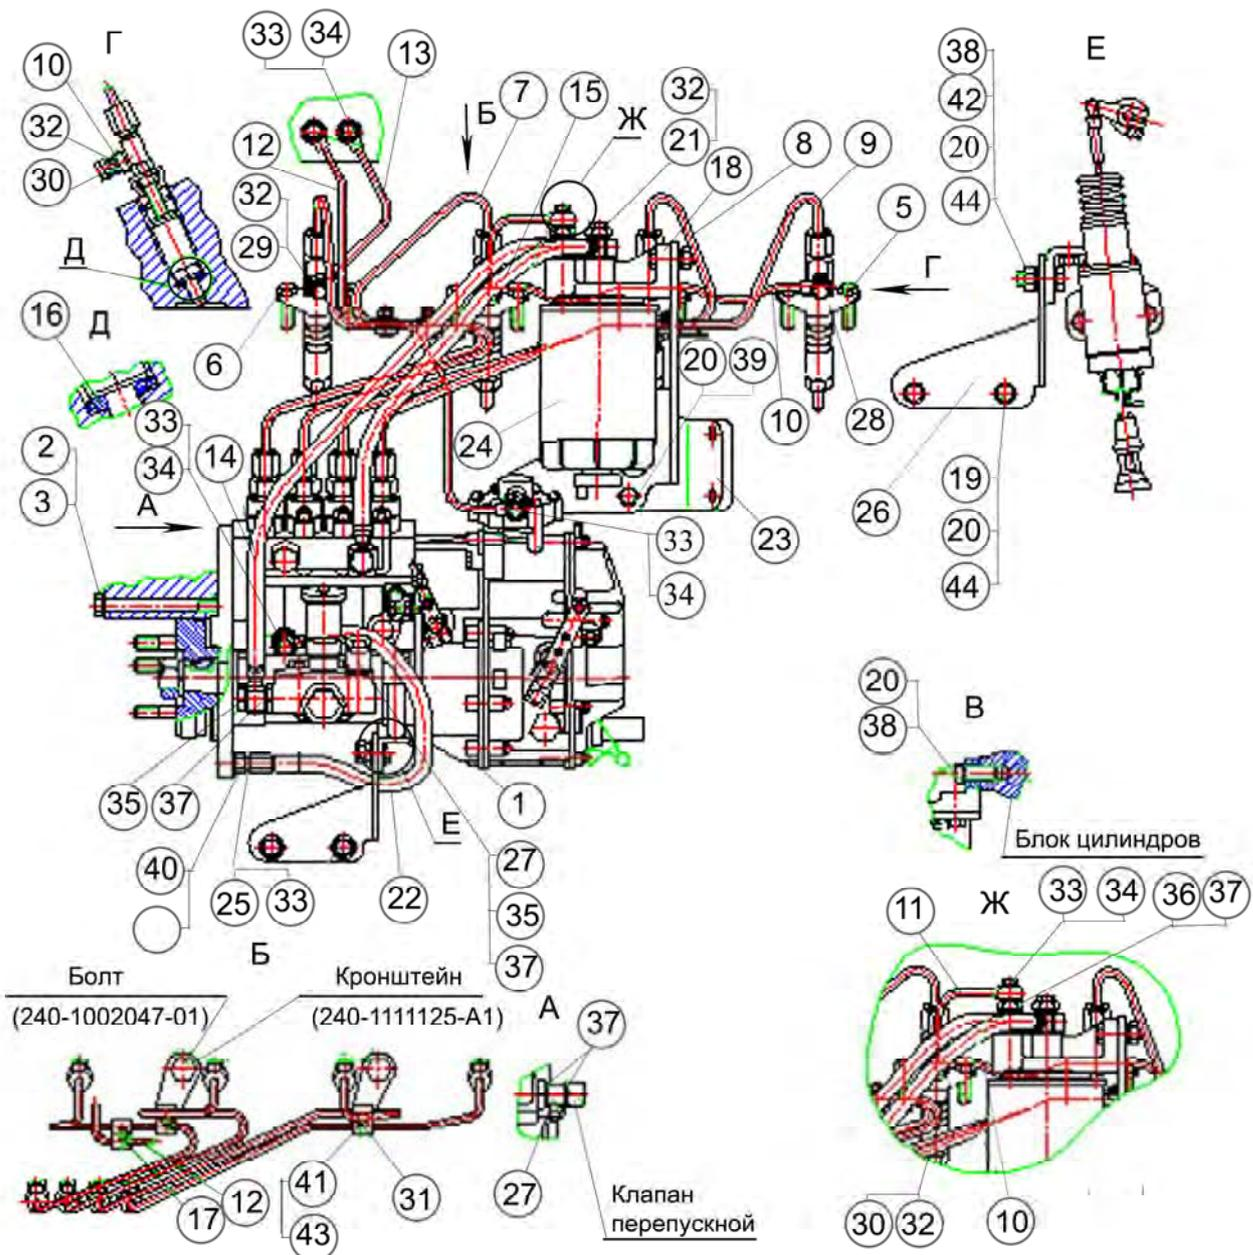 33 34
13
Г
10
32
30
Д
7
Б
15
Ж
32
21
18
8
9
5
Г
38
42
20
44
Е
12
32
29
6
16
Д
33
34
14
2
3
А
24
20 39
10
28
23
33
34
26
19
20
44
35 37
40
25 33
22
Е
1
27
35
37
20
38
В
Блок цилиндров
Б
Болт
(240-1002047-01)
Кронштейн
(240-1111125-А1)
А
37
11
Ж
33 34 36 37
17
12
41
43
31
27
Клапан
перепускной
30 32
10